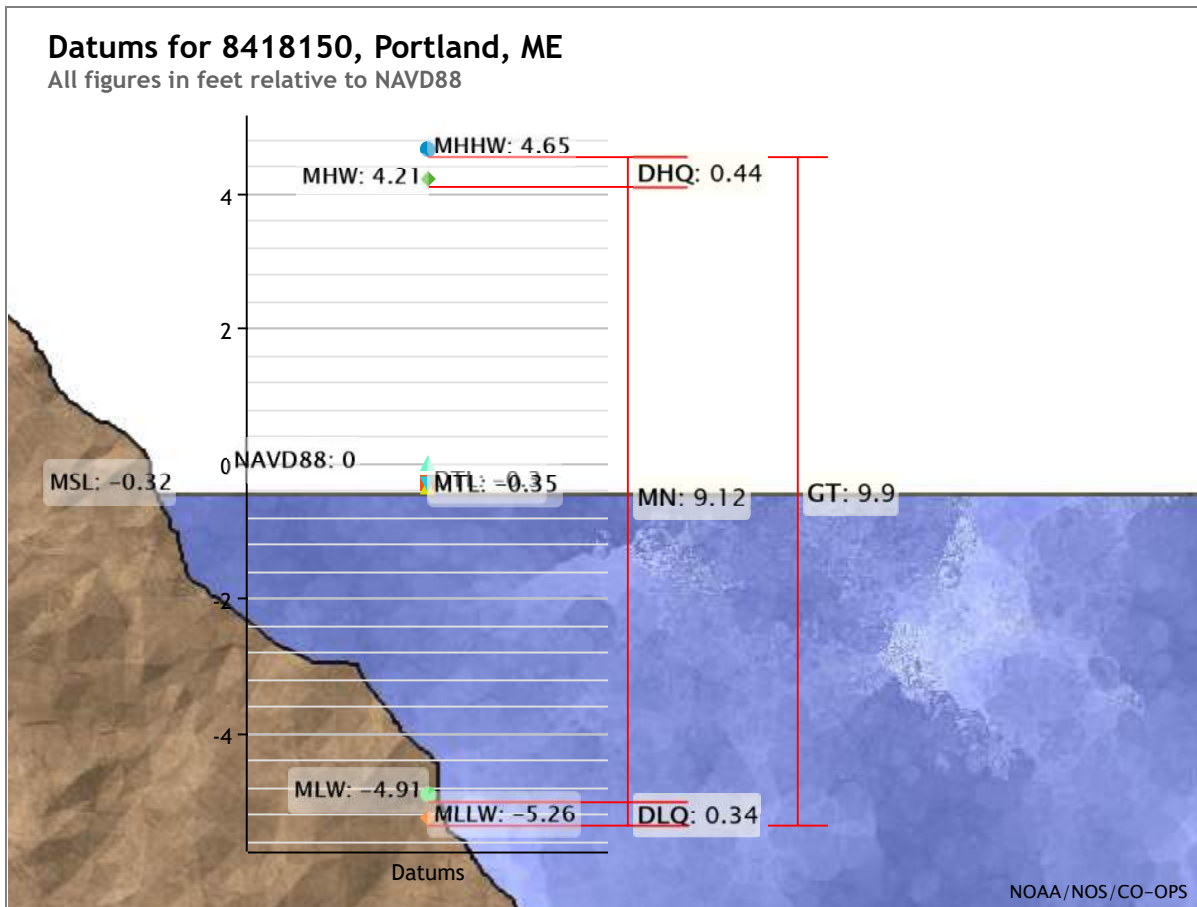 Datums for 8418150, Portland, ME
All figures in feet relative to NAVD88
MHHW: 4.65
MHW: 4.21
DHQ: 0.44
4
2
0
NAVD88: 0
MSL: -0.32
MTL: -0.35
MN: 9.12
GT: 9.9
-2
-4
MLW: -4.91
MLLW: -5.26
DLQ: 0.34
Datums
NOAA/NOS/CO-OPS